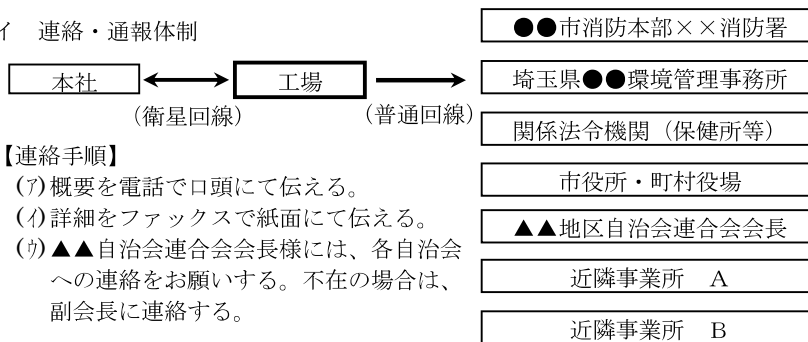 イ　連絡・通報体制
本社
工場
(衛星回線)
(普通回線)
●●市消防本部××消防署
埼玉県●●環境管理事務所
関係法令機関（保健所等）
市役所・町村役場
▲▲地区自治会連合会会長
近隣事業所　A
近隣事業所　B
【連絡手順】
(ｱ)概要を電話で口頭にて伝える。
(ｲ)詳細をファックスで紙面にて伝える。
(ｳ)▲▲自治会連合会会長様には、各自治会
への連絡をお願いする。不在の場合は、
副会長に連絡する。